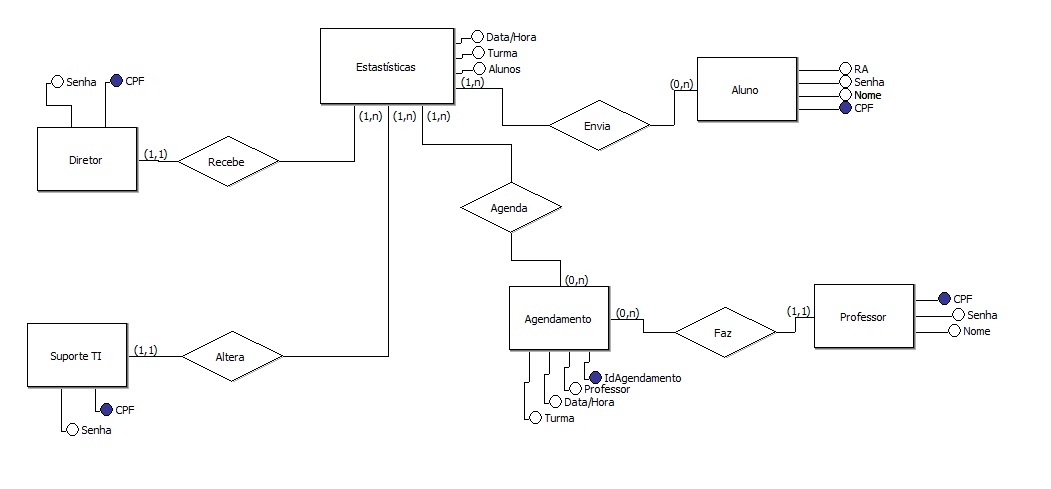 Estastísticas
Data/Hora
Turma
Alunos
(1,n)
(1,n)
(1,n)
(1,n)
Senha
CPF
Diretor
(1,1)
Recebe
Envia
(0,n)
Aluno
RA
Senha
Nome
CPF
Agenda
(0,n)
Agendamento
(0,n)
Faz
(1,1)
Professor
CPF
Senha
Nome
IdAgendamento
Professor
Data/Hora
Turma
Suporte TI
(1,1)
Altera
CPF
Senha